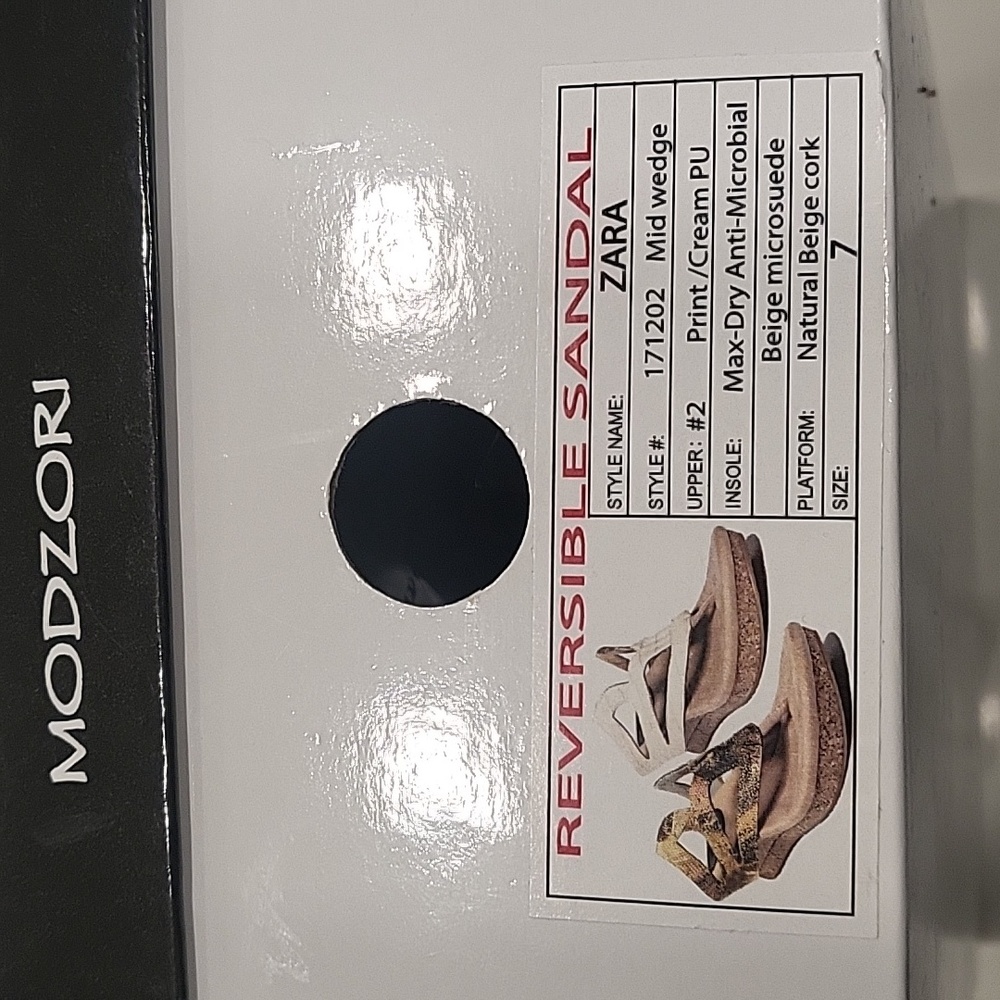 MODZORI
REVERSIBLE SANDAL
STYLE NAME: ZARA
STYLE #: 171202 Mid wedge
UPPER: #2 Print /Cream PU
INSOLE: Max-Dry Anti-Microbial
Beige microsuede
PLATFORM: Natural Beige cork
SIZE: 7